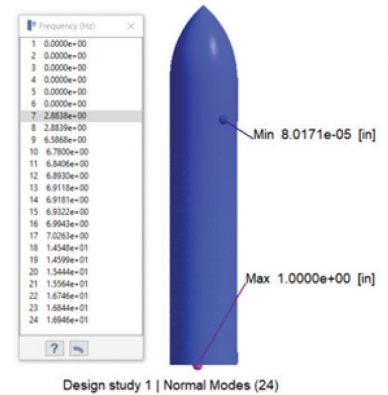 Frequency (Hz)
1 0.0000e+00
2 0.0000e+00
3 0.0000e+00
4 0.0000e+00
5 0.0000e+00
6 0.0000e+00
7 2.8838e+00
8 2.8839e+00
9 6.5868e+00
10 6.7800e+00
11 6.8406e+00
12 6.8930e+00
13 6.9118e+00
14 6.9181e+00
15 6.9322e+00
16 6.9943e+00
17 7.0263e+00
18 1.4548e+01
19 1.4599e+01
20 1.5444e+01
21 1.5564e+01
22 1.6746e+01
23 1.6844e+01
24 1.6946e+01
?
Min 8.0171e-05 [in]
Max 1.0000e+00 [in]
Design study 1 | Normal Modes (24)